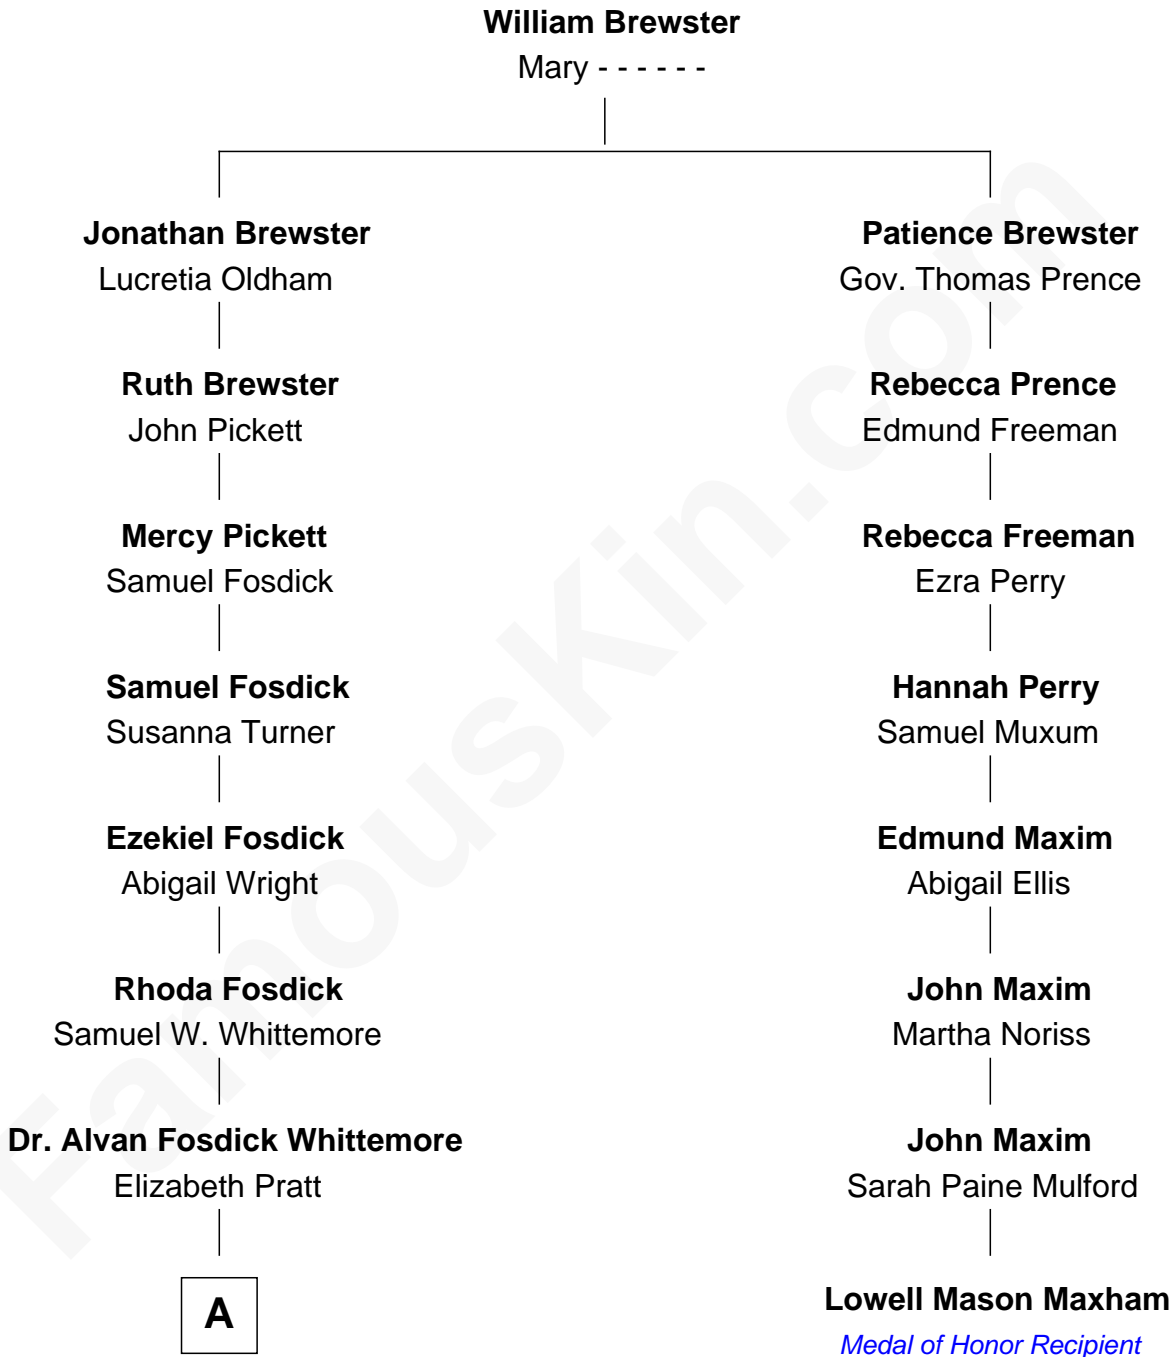 William Brewster
Mary - - - - - -
Jonathan Brewster
Lucretia Oldham
Patience Brewster
Gov. Thomas Prence
Ruth Brewster
John Pickett
Rebecca Prence
Edmund Freeman
Mercy Pickett
Samuel Fosdick
Rebecca Freeman
Ezra Perry
Samuel Fosdick
Susanna Turner
Hannah Perry
Samuel Muxum
Ezekiel Fosdick
Abigail Wright
Edmund Maxim
Abigail Ellis
Rhoda Fosdick
Samuel W. Whittemore
John Maxim
Martha Noriss
Dr. Alvan Fosdick Whittemore
Elizabeth Pratt
John Maxim
Sarah Paine Mulford
A
Lowell Mason Maxham
Medal of Honor Recipient
FamousKin.com